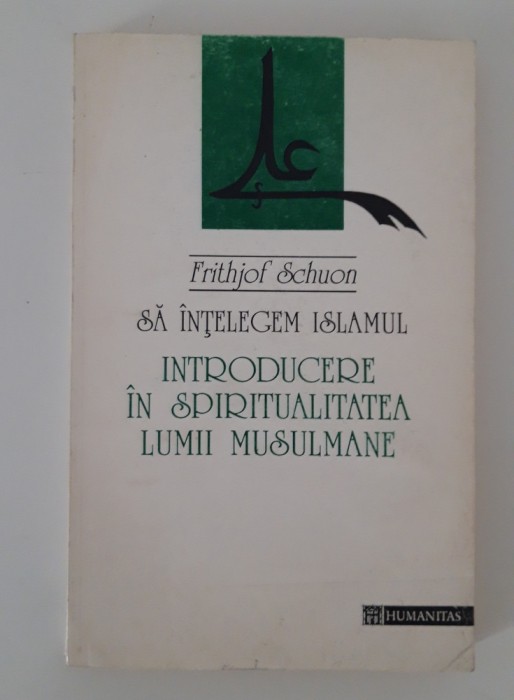 Frithjof Schuon
SĂ ÎNŢELEGEM ISLAMUL
INTRODUCERE
ÎN SPIRITUALITATEA
LUMII MUSULMANE
HUMANITAS